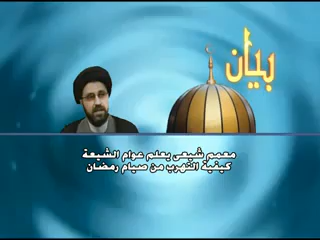 بيان
معمم شيعي يعلم عوام الشيعة
كيفية التهرب من صيام رمضان